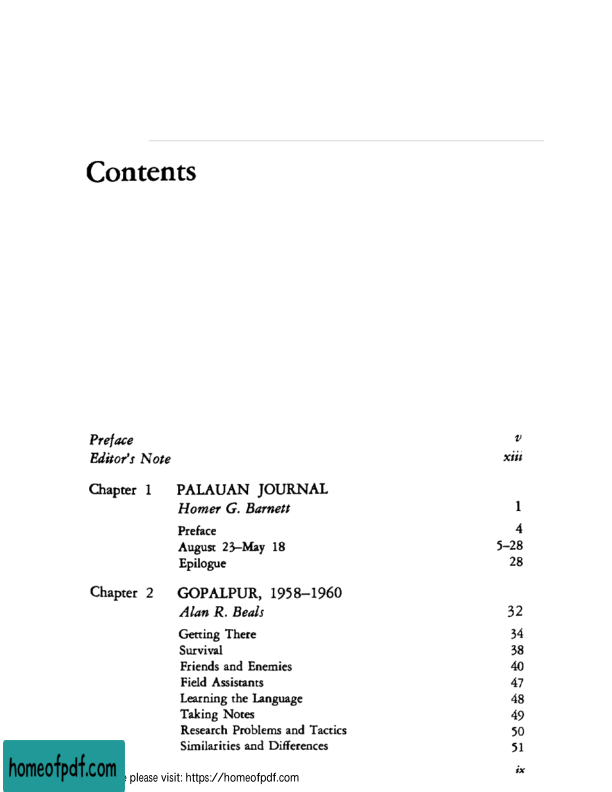 Contents
Preface v
Editor's Note xiii
Chapter 1 PALAUAN JOURNAL
Homer G. Barnett 1
Preface 4
August 23–May 18 5–28
Epilogue 28
Chapter 2 GOPALPUR, 1958–1960
Alan R. Beals 32
Getting There 34
Survival 38
Friends and Enemies 40
Field Assistants 47
Learning the Language 48
Taking Notes 49
Research Problems and Tactics 50
Similarities and Differences 51
ix
homeofpdf.com
please visit: https://homeofpdf.com